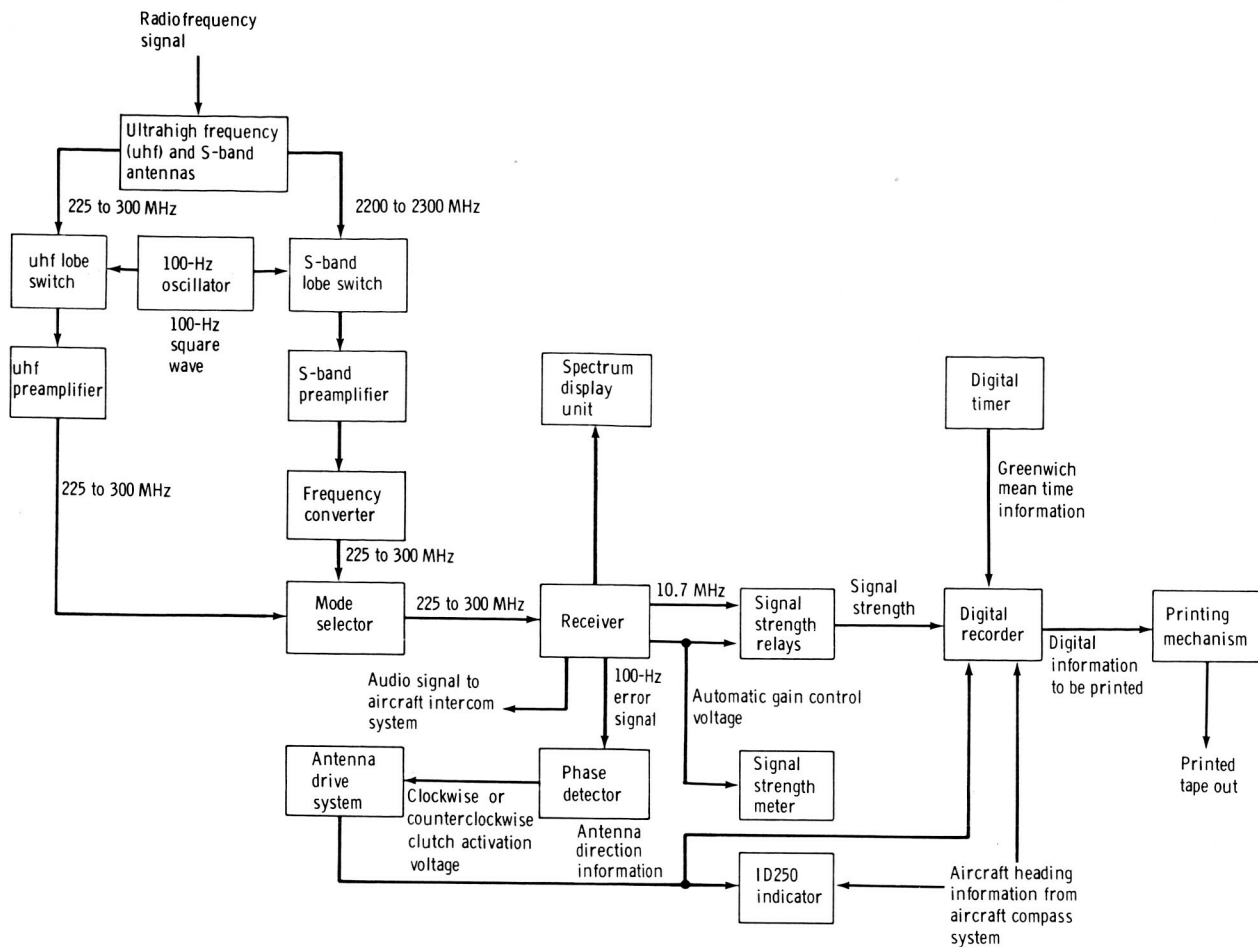 Radiofrequency
signal
Ultrahigh frequency
(uhf) and S-band
antennas
225 to 300 MHz
2200 to 2300 MHz
uhf lobe
switch
100-Hz
oscillator
S-band
lobe switch
100-Hz
square
wave
uhf
preamplifier
S-band
preamplifier
Spectrum
display
unit
Digital
timer
225 to 300 MHz
Frequency
converter
Greenwich
mean time
information
225 to 300 MHz
Mode
selector
225 to 300 MHz
Receiver
10.7 MHz
Signal
strength
relays
Signal
strength
Digital
recorder
Digital
information
to be printed
Printing
mechanism
Audio signal to
aircraft intercom
system
100-Hz
error
signal
Automatic gain control
voltage
Printed
tape out
Antenna
drive
system
Clockwise or
counterclockwise
clutch activation
voltage
Phase
detector
Signal
strength
meter
Antenna
direction
information
ID250
indicator
Aircraft heading
information from
aircraft compass
system